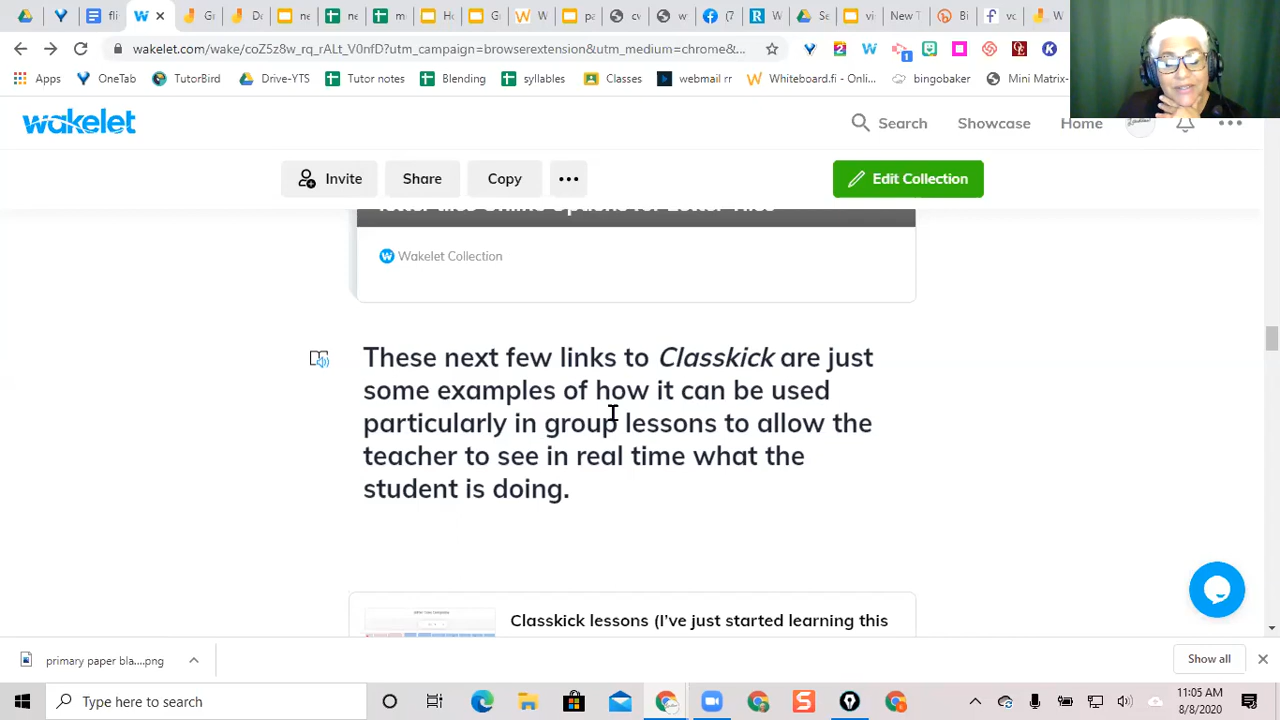 wakelet.com/wake/
utm_campaign=browserextension&utm_medium=chrome&...
Apps
OneTab
TutorBird
Drive-YTS
Tutor notes
Blending
syllables
Classes
webmail rr
Whiteboard.fi - Onli...
bingobaker
Mini Matrix-
wakelet
Search
Showcase
Home
Invite
Share
Copy
Edit Collection
Wakelet Collection
These next few links to Classkick are just
some examples of how it can be used
particularly in group lessons to allow the
teacher to see in real time what the
student is doing.
Classkick lessons (I've just started learning this
primary paper bla....png
Show all
Type here to search
11:05 AM
8/8/2020